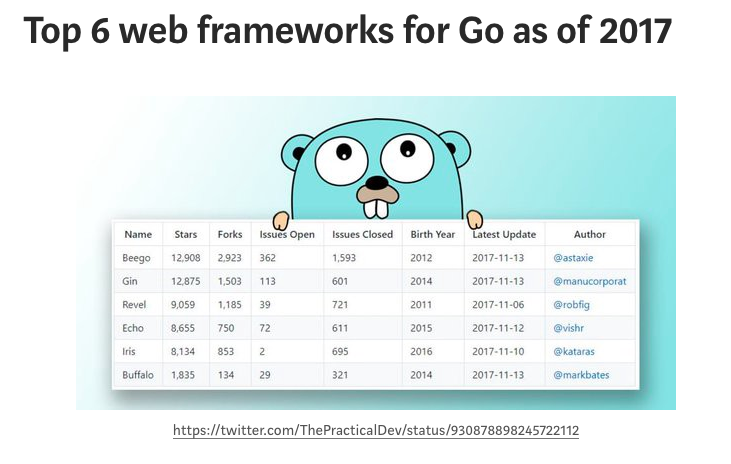 Top 6 web frameworks for Go as of 2017
Name Stars Forks Issues Open Issues Closed Birth Year Latest Update Author
Beego 12,908 2,923 362 1,593 2012 2017-11-13 @astaxie
Gin 12,875 1,503 113 601 2014 2017-11-13 @manucorporat
Revel 9,059 1,185 39 721 2011 2017-11-06 @robfig
Echo 8,655 750 72 611 2015 2017-11-12 @vishr
Iris 8,134 853 2 695 2016 2017-11-10 @kataras
Buffalo 1,835 134 29 321 2014 2017-11-13 @markbates
https://twitter.com/ThePracticalDev/status/930878898245722112